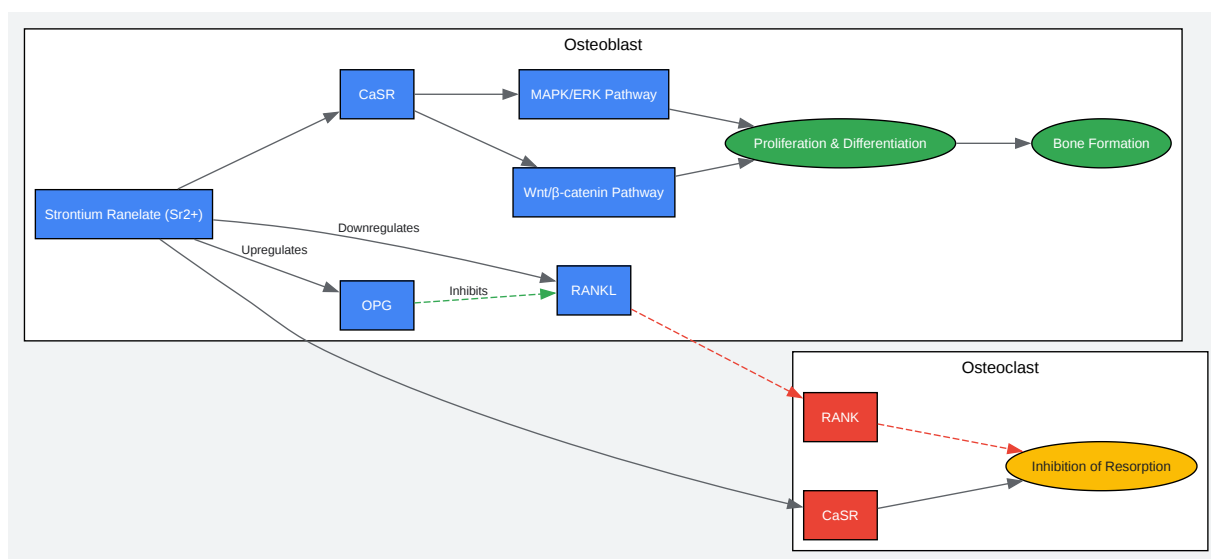 Osteoblast
CaSR
MAPK/ERK Pathway
Proliferation & Differentiation
Bone Formation
Wnt/β-catenin Pathway
Strontium Ranelate (Sr2+)
Downregulates
Upregulates
Inhibits
RANKL
OPG
Osteoclast
RANK
Inhibition of Resorption
CaSR